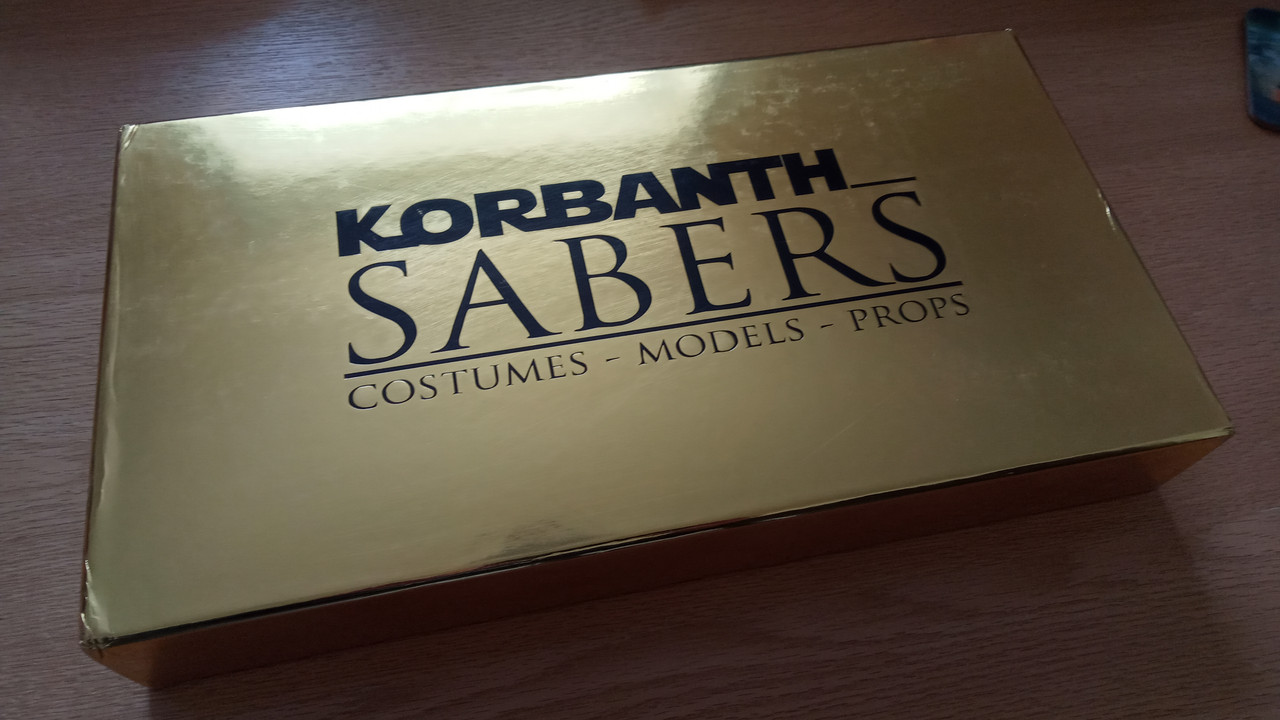 KORBANTH
SABERS
COSTUMES - MODELS - PROPS